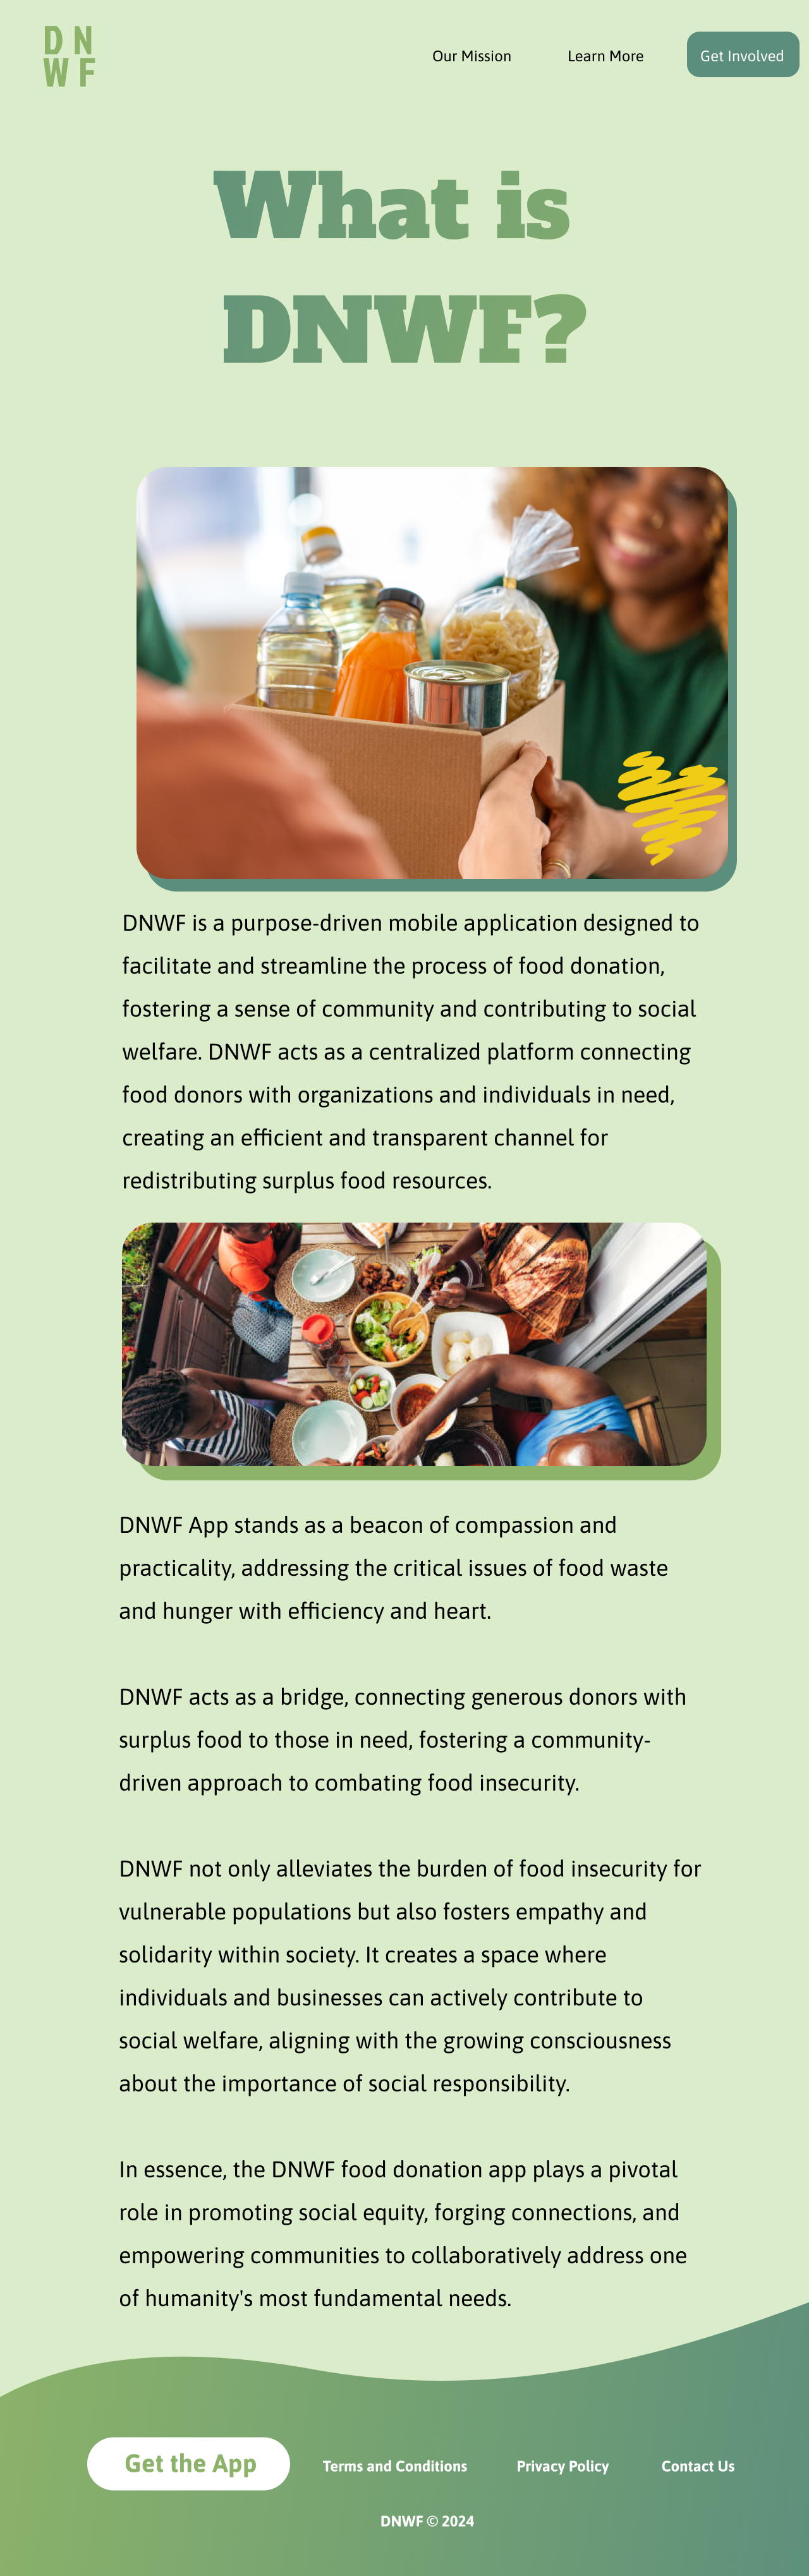 D N
W F
Our Mission
Learn More
Get Involved
What is
DNWF?
DNWF is a purpose-driven mobile application designed to
facilitate and streamline the process of food donation,
fostering a sense of community and contributing to social
welfare. DNWF acts as a centralized platform connecting
food donors with organizations and individuals in need,
creating an efficient and transparent channel for
redistributing surplus food resources.
DNWF App stands as a beacon of compassion and
practicality, addressing the critical issues of food waste
and hunger with efficiency and heart.
DNWF acts as a bridge, connecting generous donors with
surplus food to those in need, fostering a community-
driven approach to combating food insecurity.
DNWF not only alleviates the burden of food insecurity for
vulnerable populations but also fosters empathy and
solidarity within society. It creates a space where
individuals and businesses can actively contribute to
social welfare, aligning with the growing consciousness
about the importance of social responsibility.
In essence, the DNWF food donation app plays a pivotal
role in promoting social equity, forging connections, and
empowering communities to collaboratively address one
of humanity's most fundamental needs.
Get the App
Terms and Conditions
Privacy Policy
Contact Us
DNWF © 2024